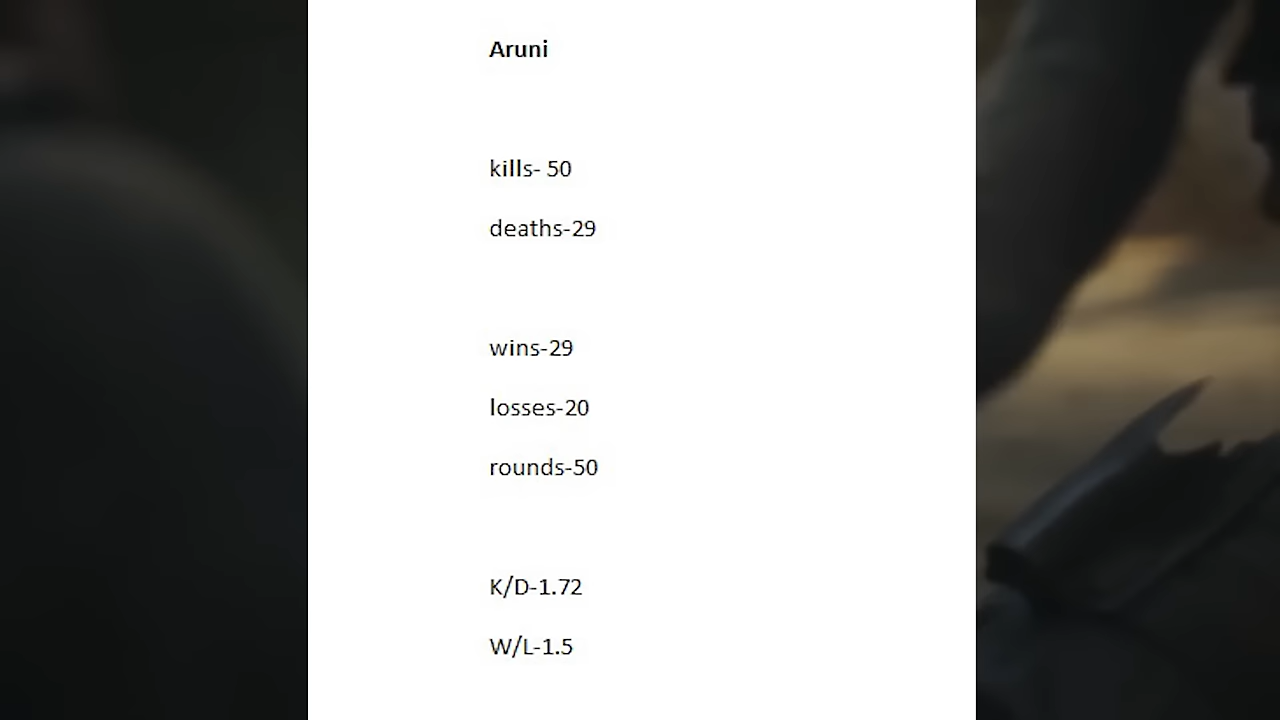 Aruni
kills- 50
deaths-29
wins-29
losses-20
rounds-50
K/D-1.72
W/L-1.5